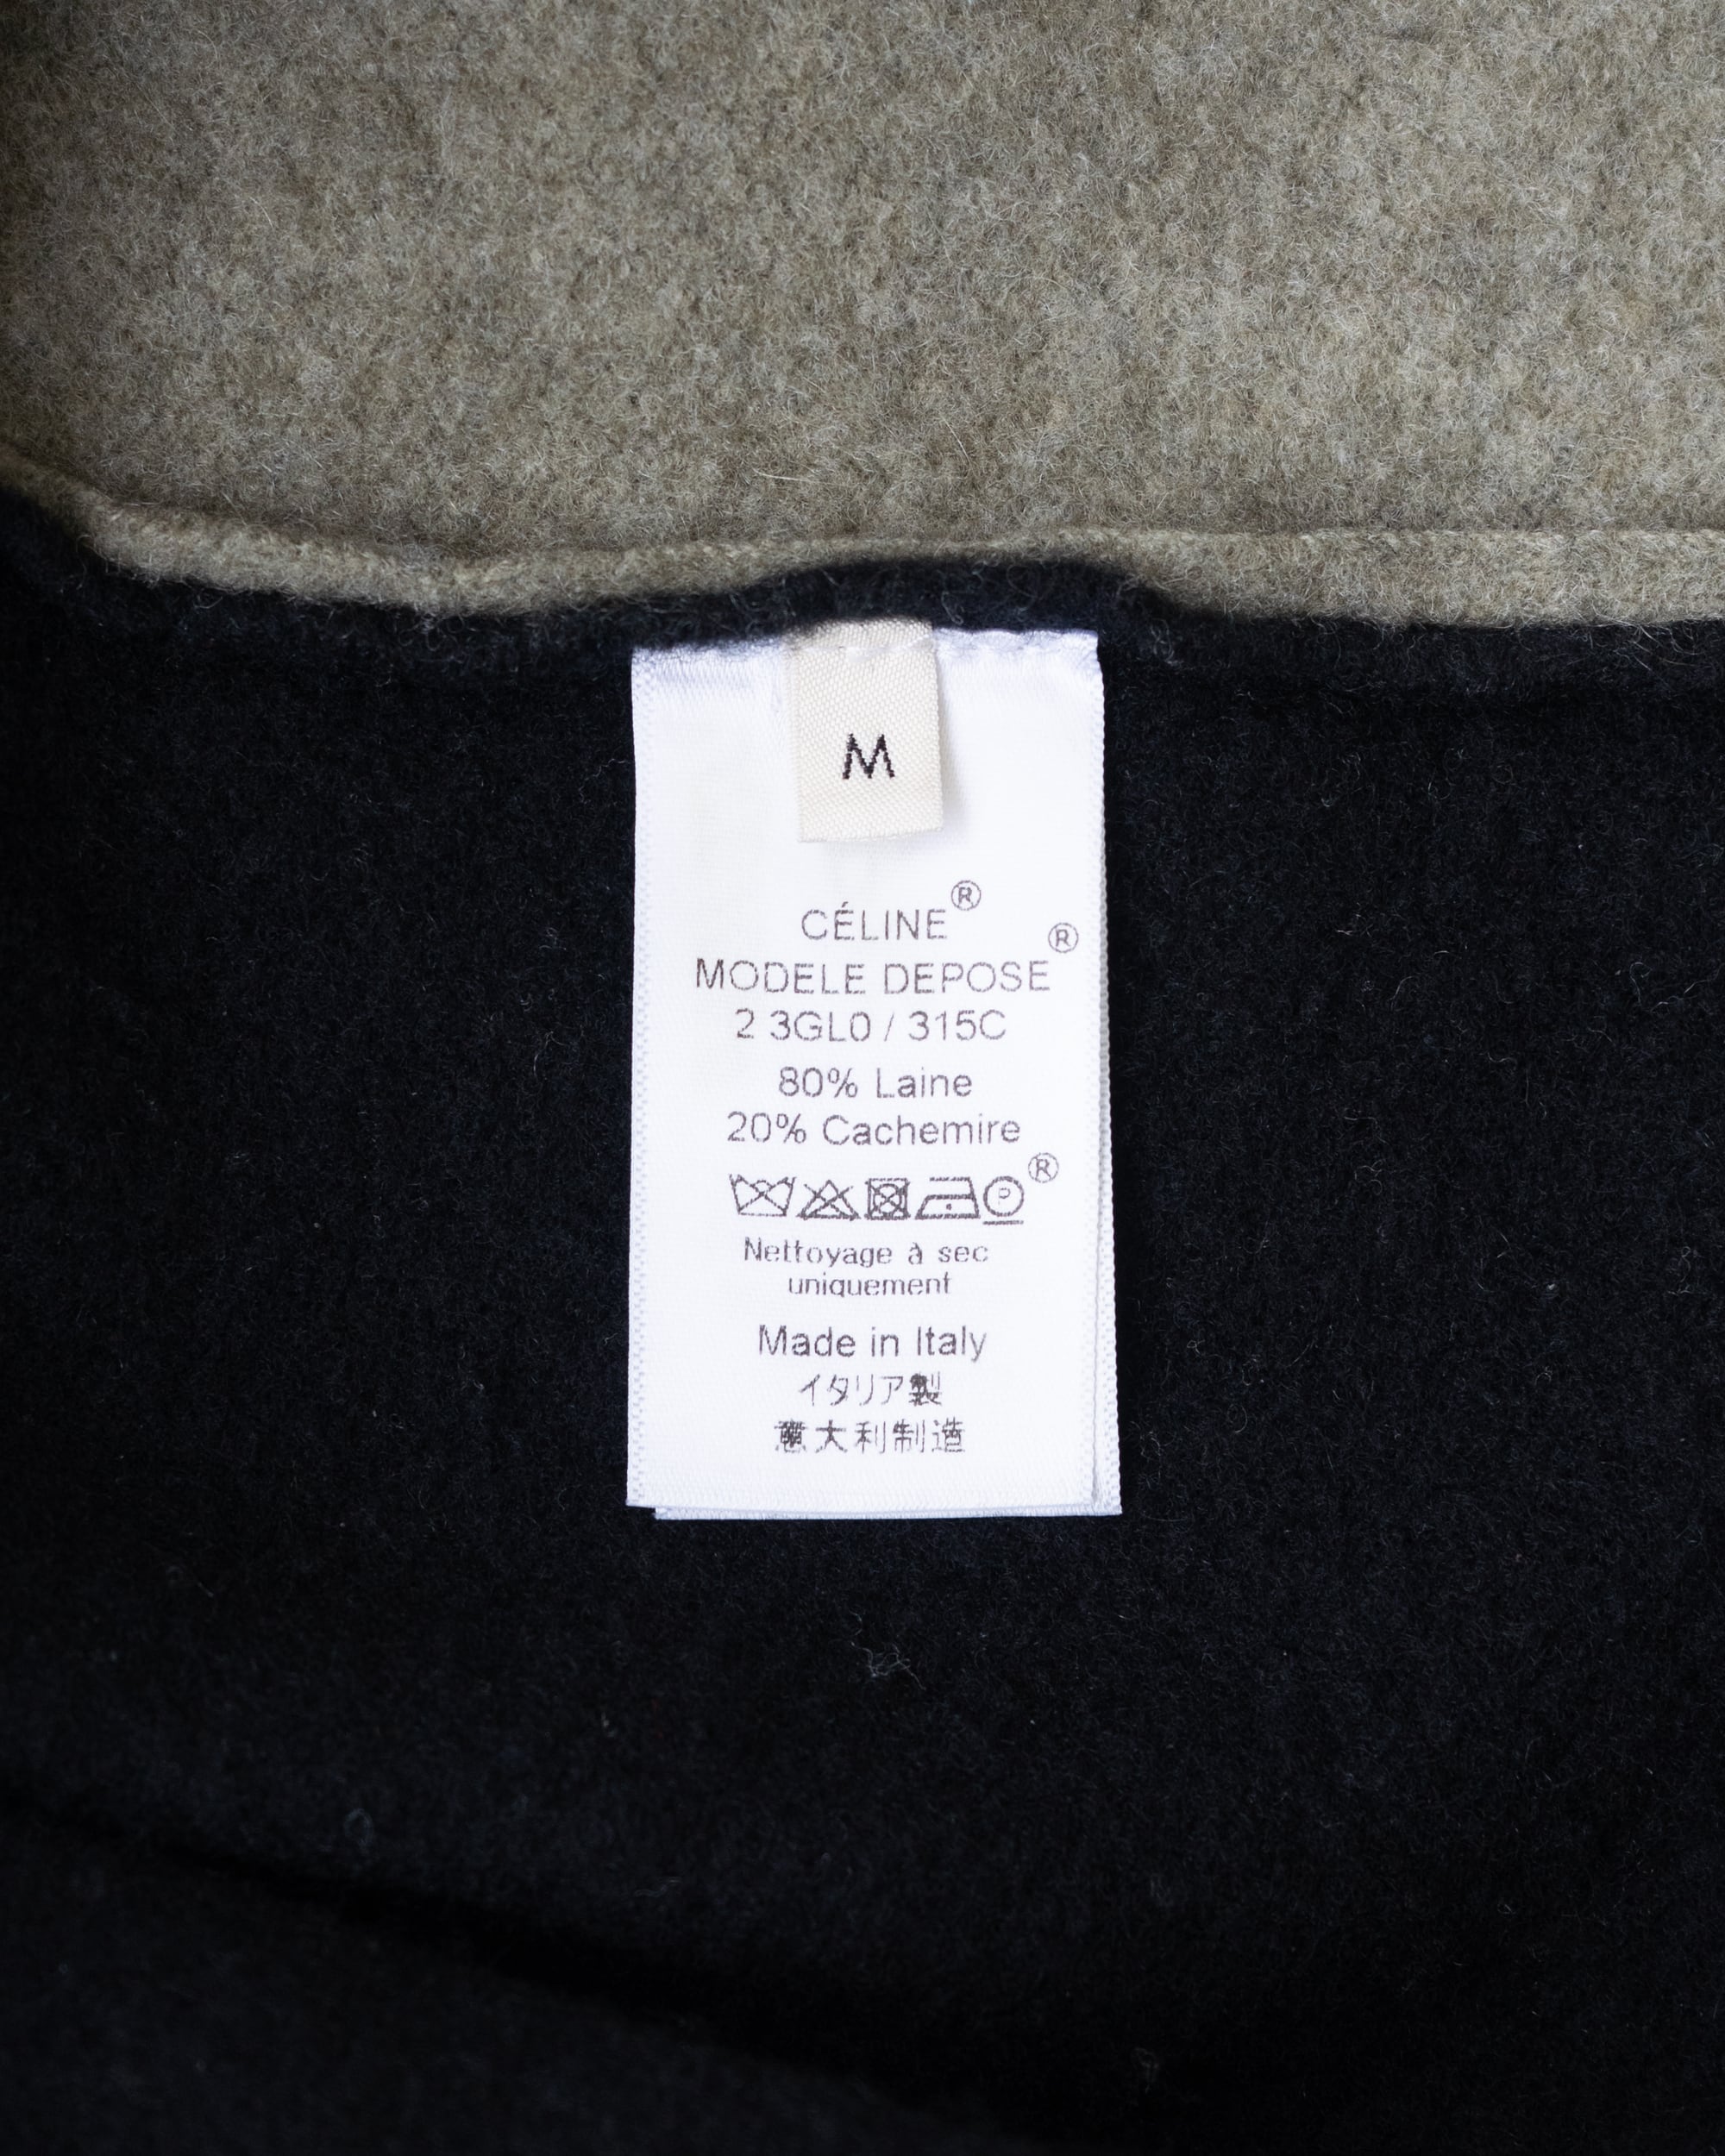 M
CÉLINE®
MODELE DEPOSE®
2 3GL0 / 315C
80% Laine
20% Cachemire
P ®
Nettoyage à sec
uniquement
Made in Italy
イタリア製
意大利制造